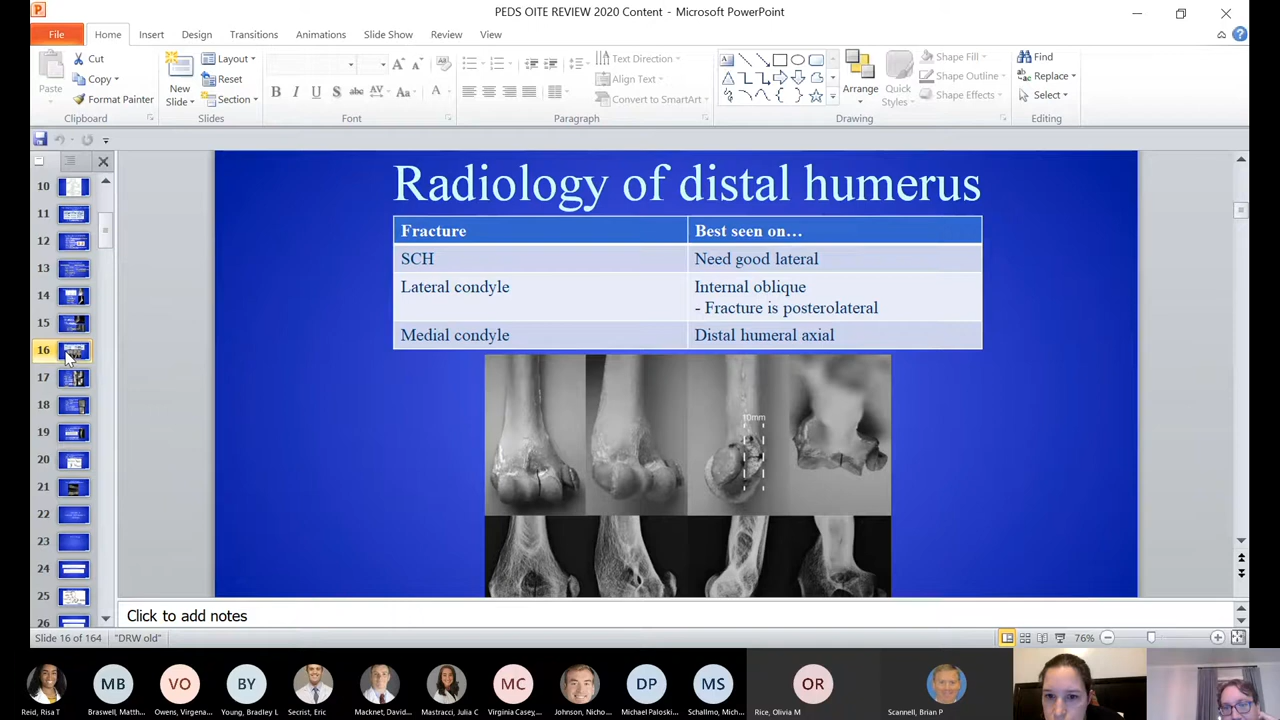 PEDS OITE REVIEW 2020 Content - Microsoft PowerPoint
File Home Insert Design Transitions Animations Slide Show Review View
Paste
Cut
Copy
Format Painter
Clipboard
New
Slide
Layout
Reset
Section
Slides
B I U S abc AV Aa A
Font
Text Direction
Align Text
Convert to SmartArt
Paragraph
Arrange
Quick
Styles
Shape Fill
Shape Outline
Shape Effects
Drawing
Find
Replace
Select
Editing
10
11
12
13
14
15
16
17
18
19
20
21
22
23
24
25
26
Radiology of distal humerus
Fracture Best seen on…
SCH Need good lateral
Lateral condyle Internal oblique
- Fracture is posterolateral
Medial condyle Distal humeral axial
10mm
Click to add notes
Slide 16 of 164 "DRW old" 76%
MB VO BY MC DP MS OR
Reid, Risa T Braswell, Matth... Owens, Virgena... Young, Bradley L Secrist, Eric Macknet, David... Mastracci, Julia C Virginia Casey,... Johnson, Nicho... Michael Paloski... Schallmo, Mich... Rice, Olivia M Scannell, Brian P